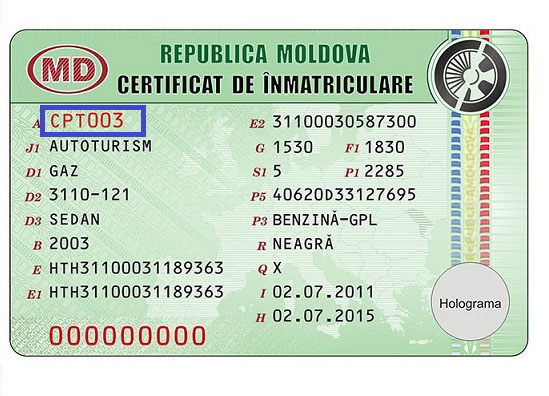 MD
REPUBLICA MOLDOVA
CERTIFICAT DE ÎNMATRICULARE
A CPT003
J1 AUTOTURISM
D1 GAZ
D2 3110-121
D3 SEDAN
B 2003
E HTH31100031189363
E1 HTH31100031189363
000000000
E2 31100030587300
G 1530 F1 1830
S1 5 P1 2285
P5 40620D33127695
P3 BENZINĂ-GPL
R NEAGRĂ
Q X
I 02.07.2011
H 02.07.2015
REPUBLICA MOLDOVA
Holograma